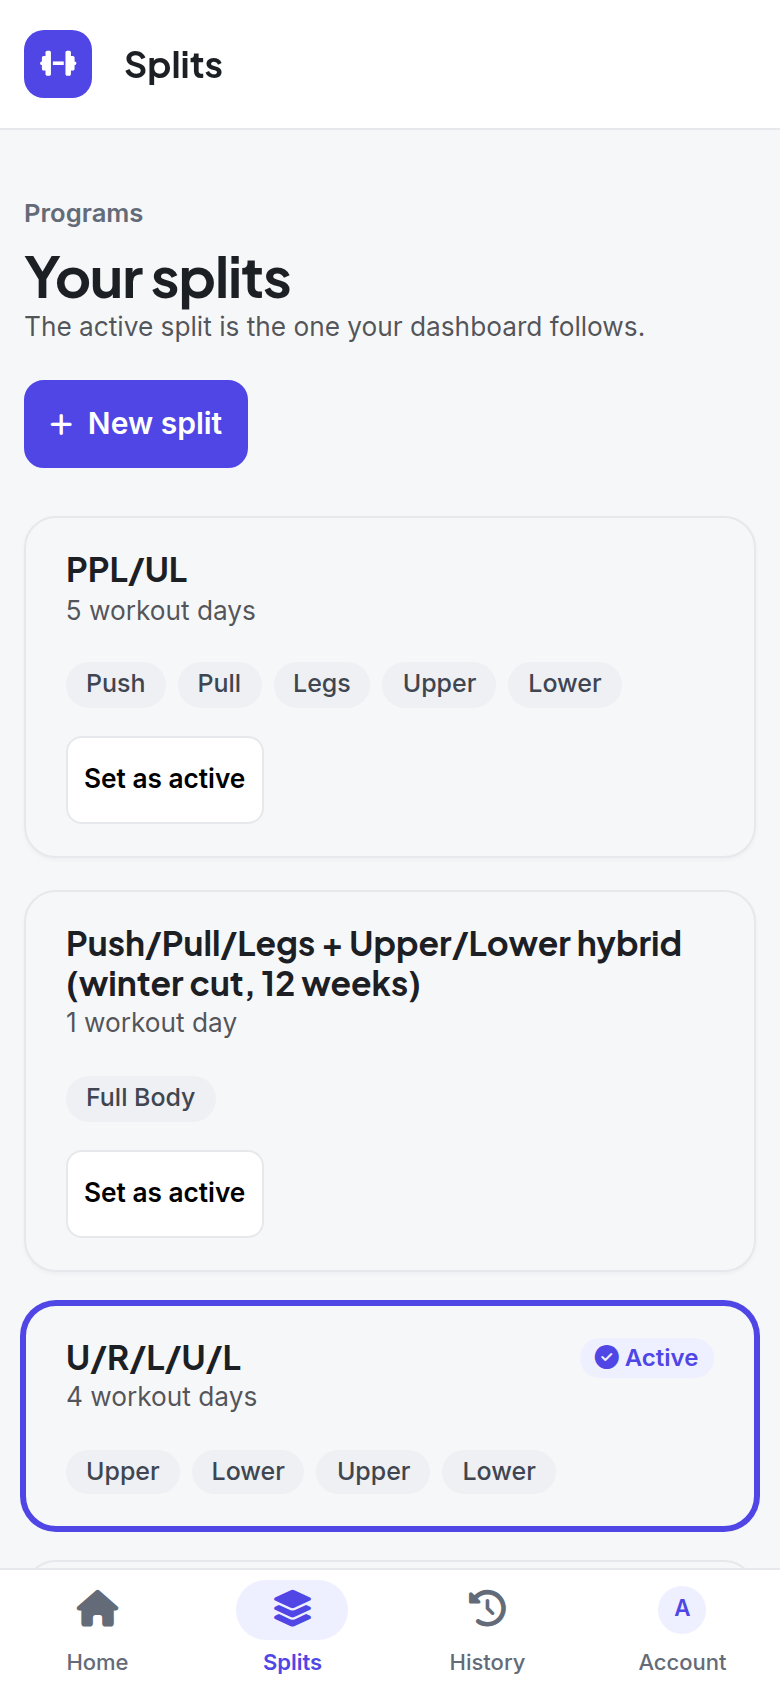 Splits
Programs
Your splits
The active split is the one your dashboard follows.
+ New split
PPL/UL
5 workout days
Push Pull Legs Upper Lower
Set as active
Push/Pull/Legs + Upper/Lower hybrid
(winter cut, 12 weeks)
1 workout day
Full Body
Set as active
U/R/L/U/L Active
4 workout days
Upper Lower Upper Lower
A
Home Splits History Account